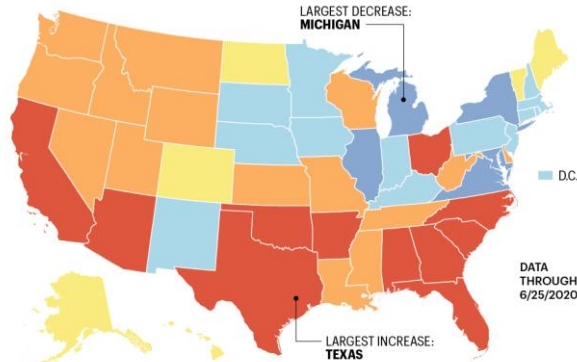 LARGEST DECREASE:
MICHIGAN
D.C.
DATA
THROUGH
6/25/2020
LARGEST INCREASE:
TEXAS